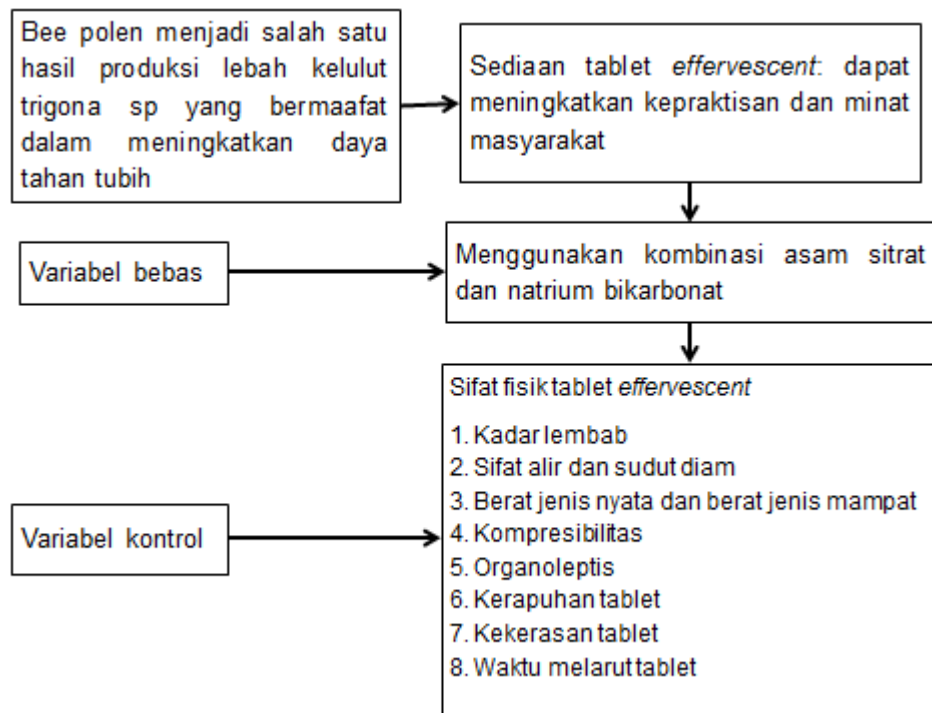 Bee polen menjadi salah satu
hasil produksi lebah kelulut
trigona sp yang bermaafat
dalam meningkatkan daya
tahan tubih
Sediaan tablet effervescent: dapat
meningkatkan kepraktisan dan minat
masyarakat
Variabel bebas
Menggunakan kombinasi asam sitrat
dan natrium bikarbonat
Variabel kontrol
Sifat fisik tablet effervescent
1. Kadar lembab
2. Sifat alir dan sudut diam
3. Berat jenis nyata dan berat jenis mampat
4. Kompresibilitas
5. Organoleptis
6. Kerapuhan tablet
7. Kekerasan tablet
8. Waktu melarut tablet